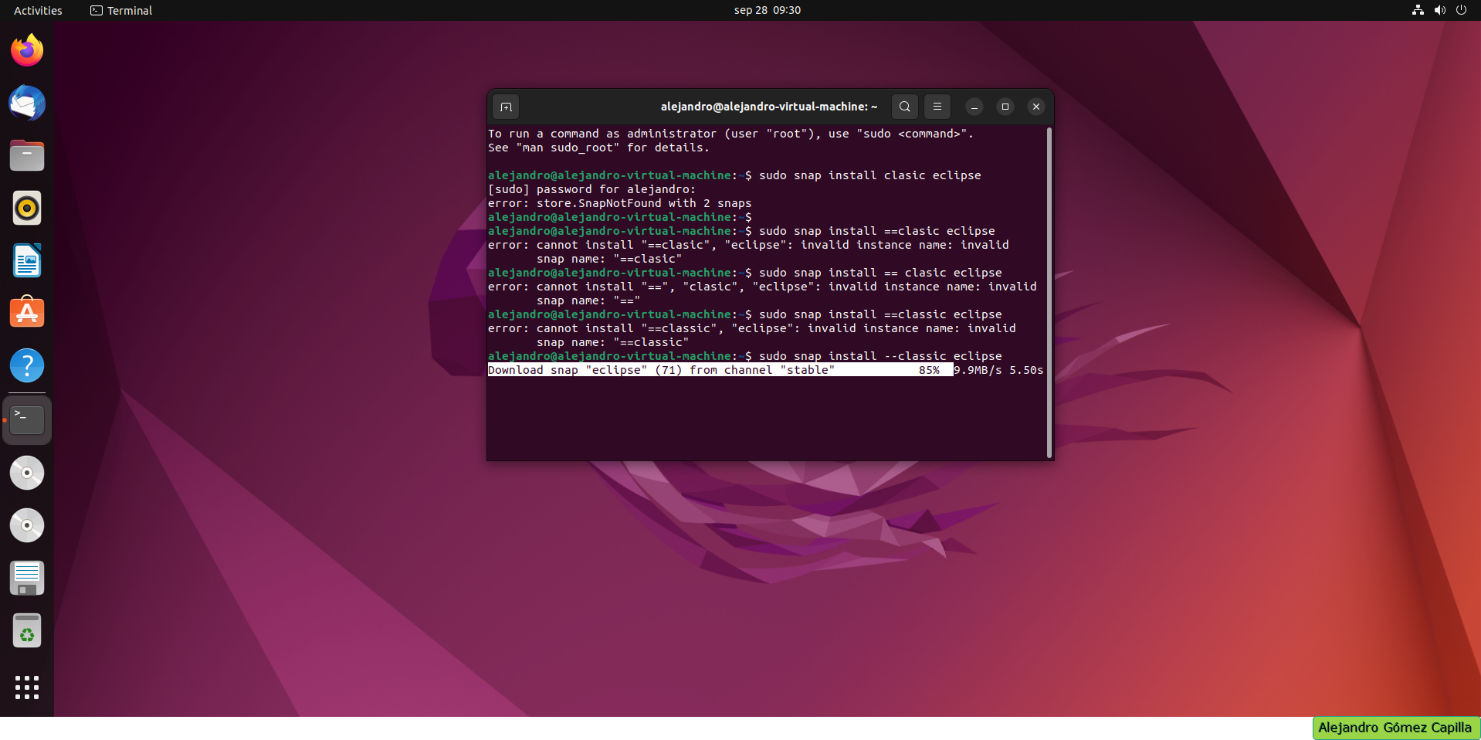 Activities Terminal sep 28 09:30
alejandro@alejandro-virtual-machine: ~
To run a command as administrator (user "root"), use "sudo <command>".
See "man sudo_root" for details.
alejandro@alejandro-virtual-machine:~$ sudo snap install clasic eclipse
[sudo] password for alejandro:
error: store.SnapNotFound with 2 snaps
alejandro@alejandro-virtual-machine:~$
alejandro@alejandro-virtual-machine:~$ sudo snap install ==clasic eclipse
error: cannot install "==clasic", "eclipse": invalid instance name: invalid
snap name: "==clasic"
alejandro@alejandro-virtual-machine:~$ sudo snap install == clasic eclipse
error: cannot install "==", "clasic", "eclipse": invalid instance name: invalid
snap name: "=="
alejandro@alejandro-virtual-machine:~$ sudo snap install ==classic eclipse
error: cannot install "==classic", "eclipse": invalid instance name: invalid
snap name: "==classic"
alejandro@alejandro-virtual-machine:~$ sudo snap install --classic eclipse
Download snap "eclipse" (71) from channel "stable" 85% 9.9MB/s 5.50s
Alejandro Gómez Capilla